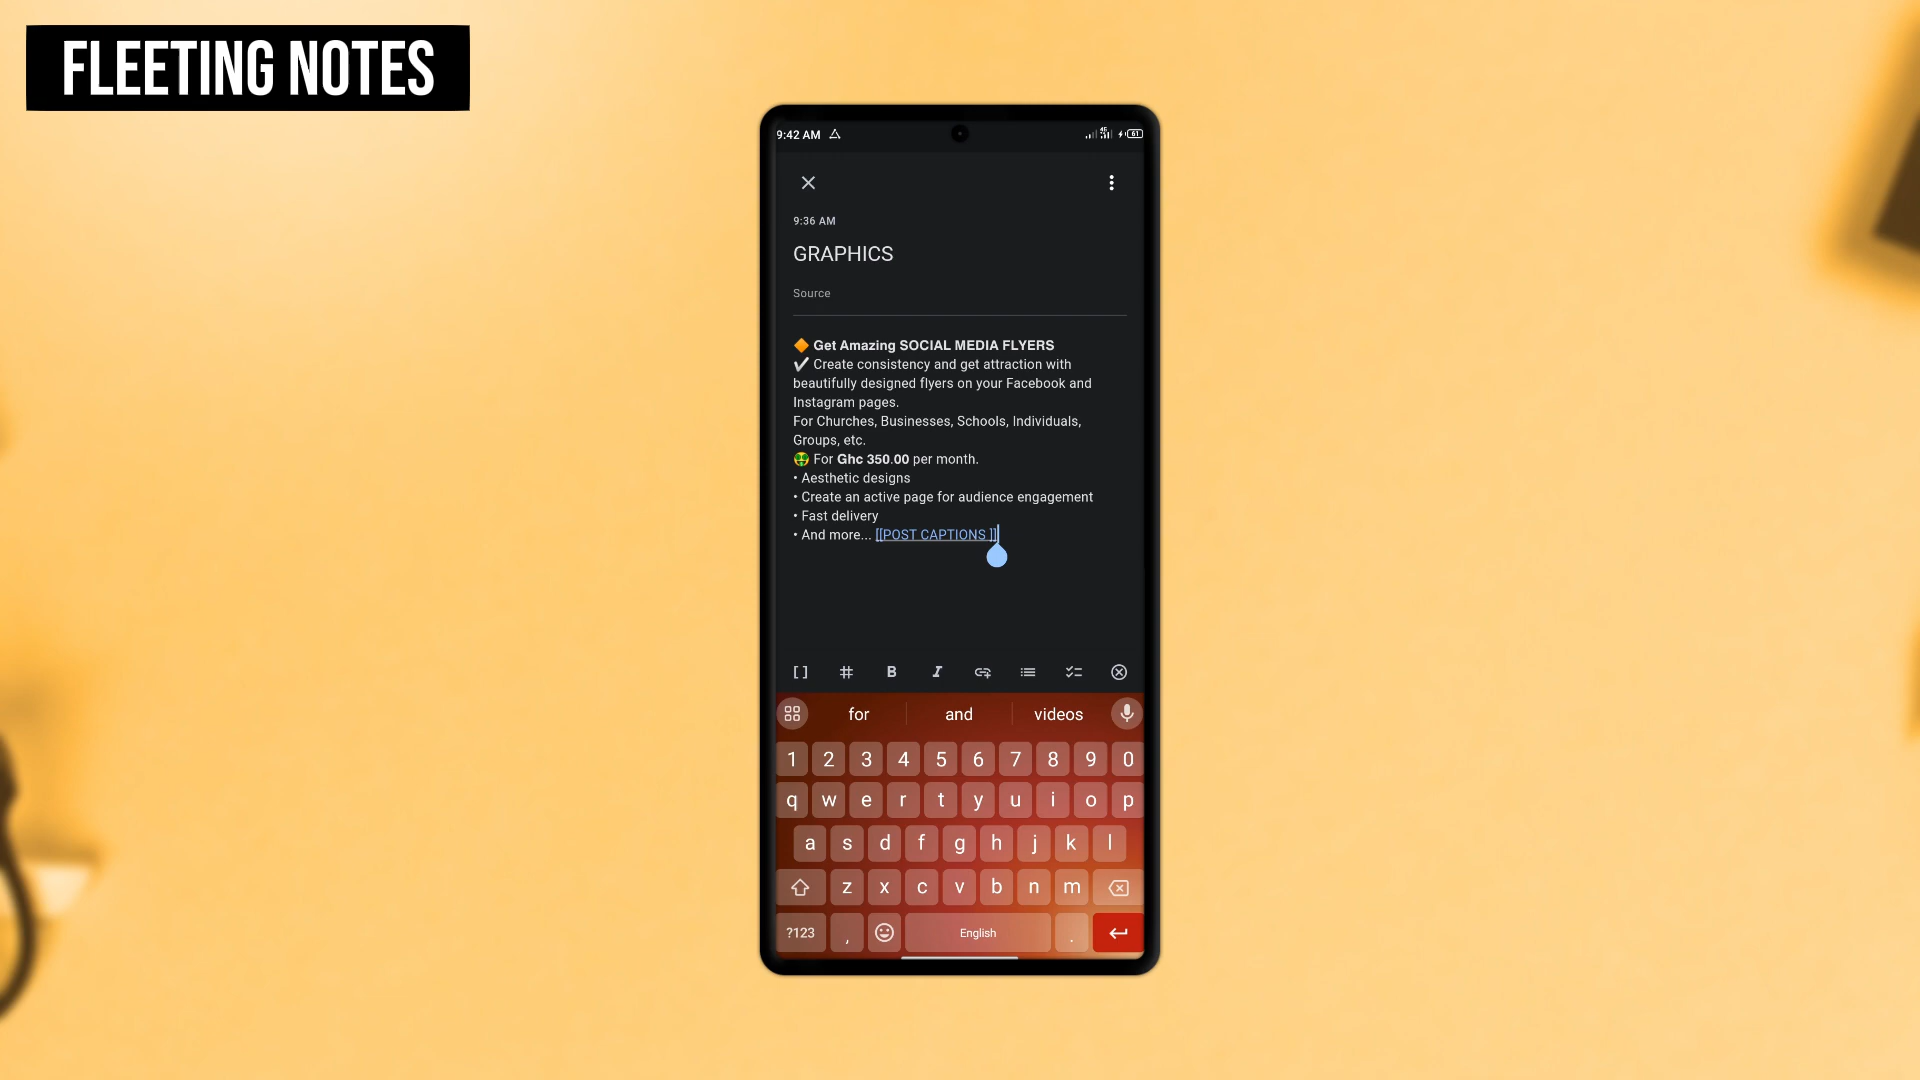 FLEETING NOTES
9:42 AM
4G
61
9:36 AM
GRAPHICS
Source
🔶 Get Amazing SOCIAL MEDIA FLYERS
✔ Create consistency and get attraction with
beautifully designed flyers on your Facebook and
Instagram pages.
For Churches, Businesses, Schools, Individuals,
Groups, etc.
🤑 For Ghc 350.00 per month.
• Aesthetic designs
• Create an active page for audience engagement
• Fast delivery
• And more... [[POST CAPTIONS ]]
[ ] # B I
for and videos
1 2 3 4 5 6 7 8 9 0
q w e r t y u i o p
a s d f g h j k l
z x c v b n m
?123 , English .